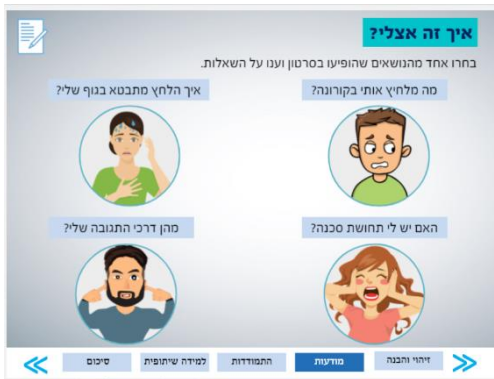 איך זה אצלי?
בחרו אחד מהנושאים שהופיעו בסרטון וענו על השאלות.
מה מלחיץ אותי בקורונה?
איך הלחץ מתבטא בגוף שלי?
האם יש לי תחושת סכנה?
מהן דרכי התגובה שלי?
זיהוי והבנה
מודעות
התמודדות
למידה שיתופית
סיכום